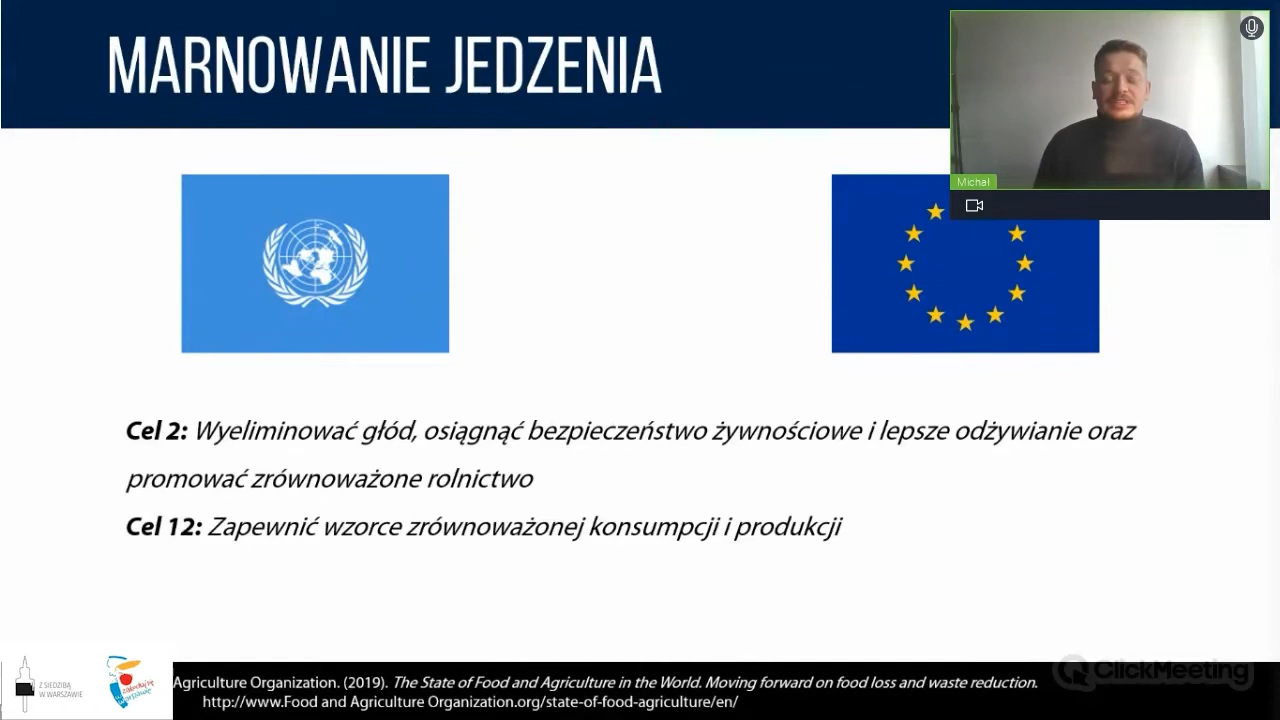 MARNOWANIE JEDZENIA
Michał
Cel 2: Wyeliminować głód, osiągnąć bezpieczeństwo żywnościowe i lepsze odżywianie oraz
promować zrównoważone rolnictwo
Cel 12: Zapewnić wzorce zrównoważonej konsumpcji i produkcji
Z SIEDZIBĄ
W WARSZAWIE
zakochaj się
w Warszawie
Agriculture Organization. (2019). The State of Food and Agriculture in the World. Moving forward on food loss and waste reduction.
http://www.Food and Agriculture Organization.org/state-of-food-agriculture/en/
ClickMeeting